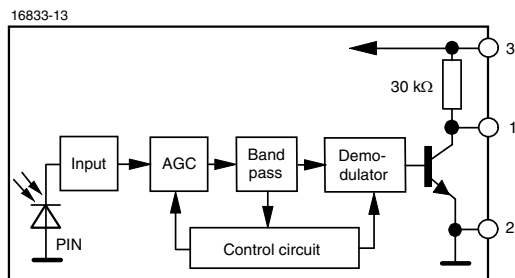 16833-13
3
30 kΩ
1
Input
AGC
Band
pass
Demo-
dulator
2
PIN
Control circuit